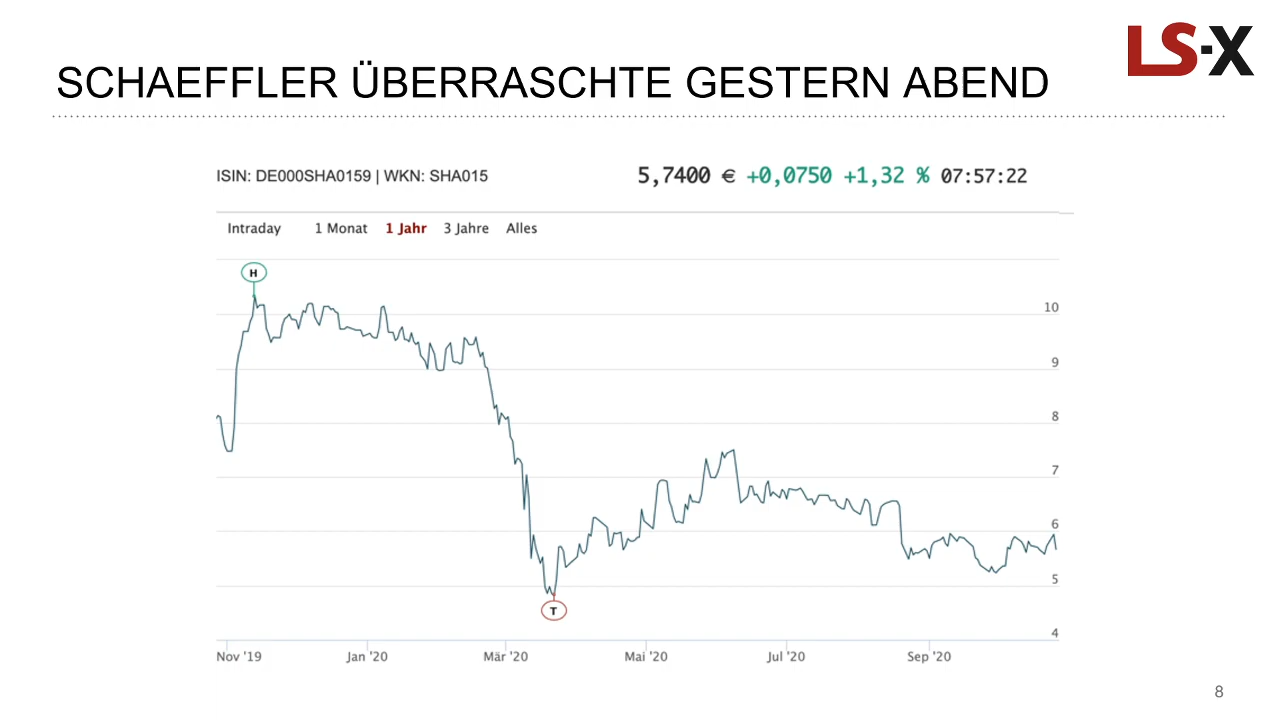 LS-X
SCHAEFFLER ÜBERRASCHTE GESTERN ABEND
ISIN: DE000SHA0159 | WKN: SHA015
5,7400 € +0,0750 +1,32 % 07:57:22
Intraday 1 Monat 1 Jahr 3 Jahre Alles
H
10
9
8
7
6
5
T
4
Nov '19 Jan '20 Mär '20 Mai '20 Jul '20 Sep '20
8